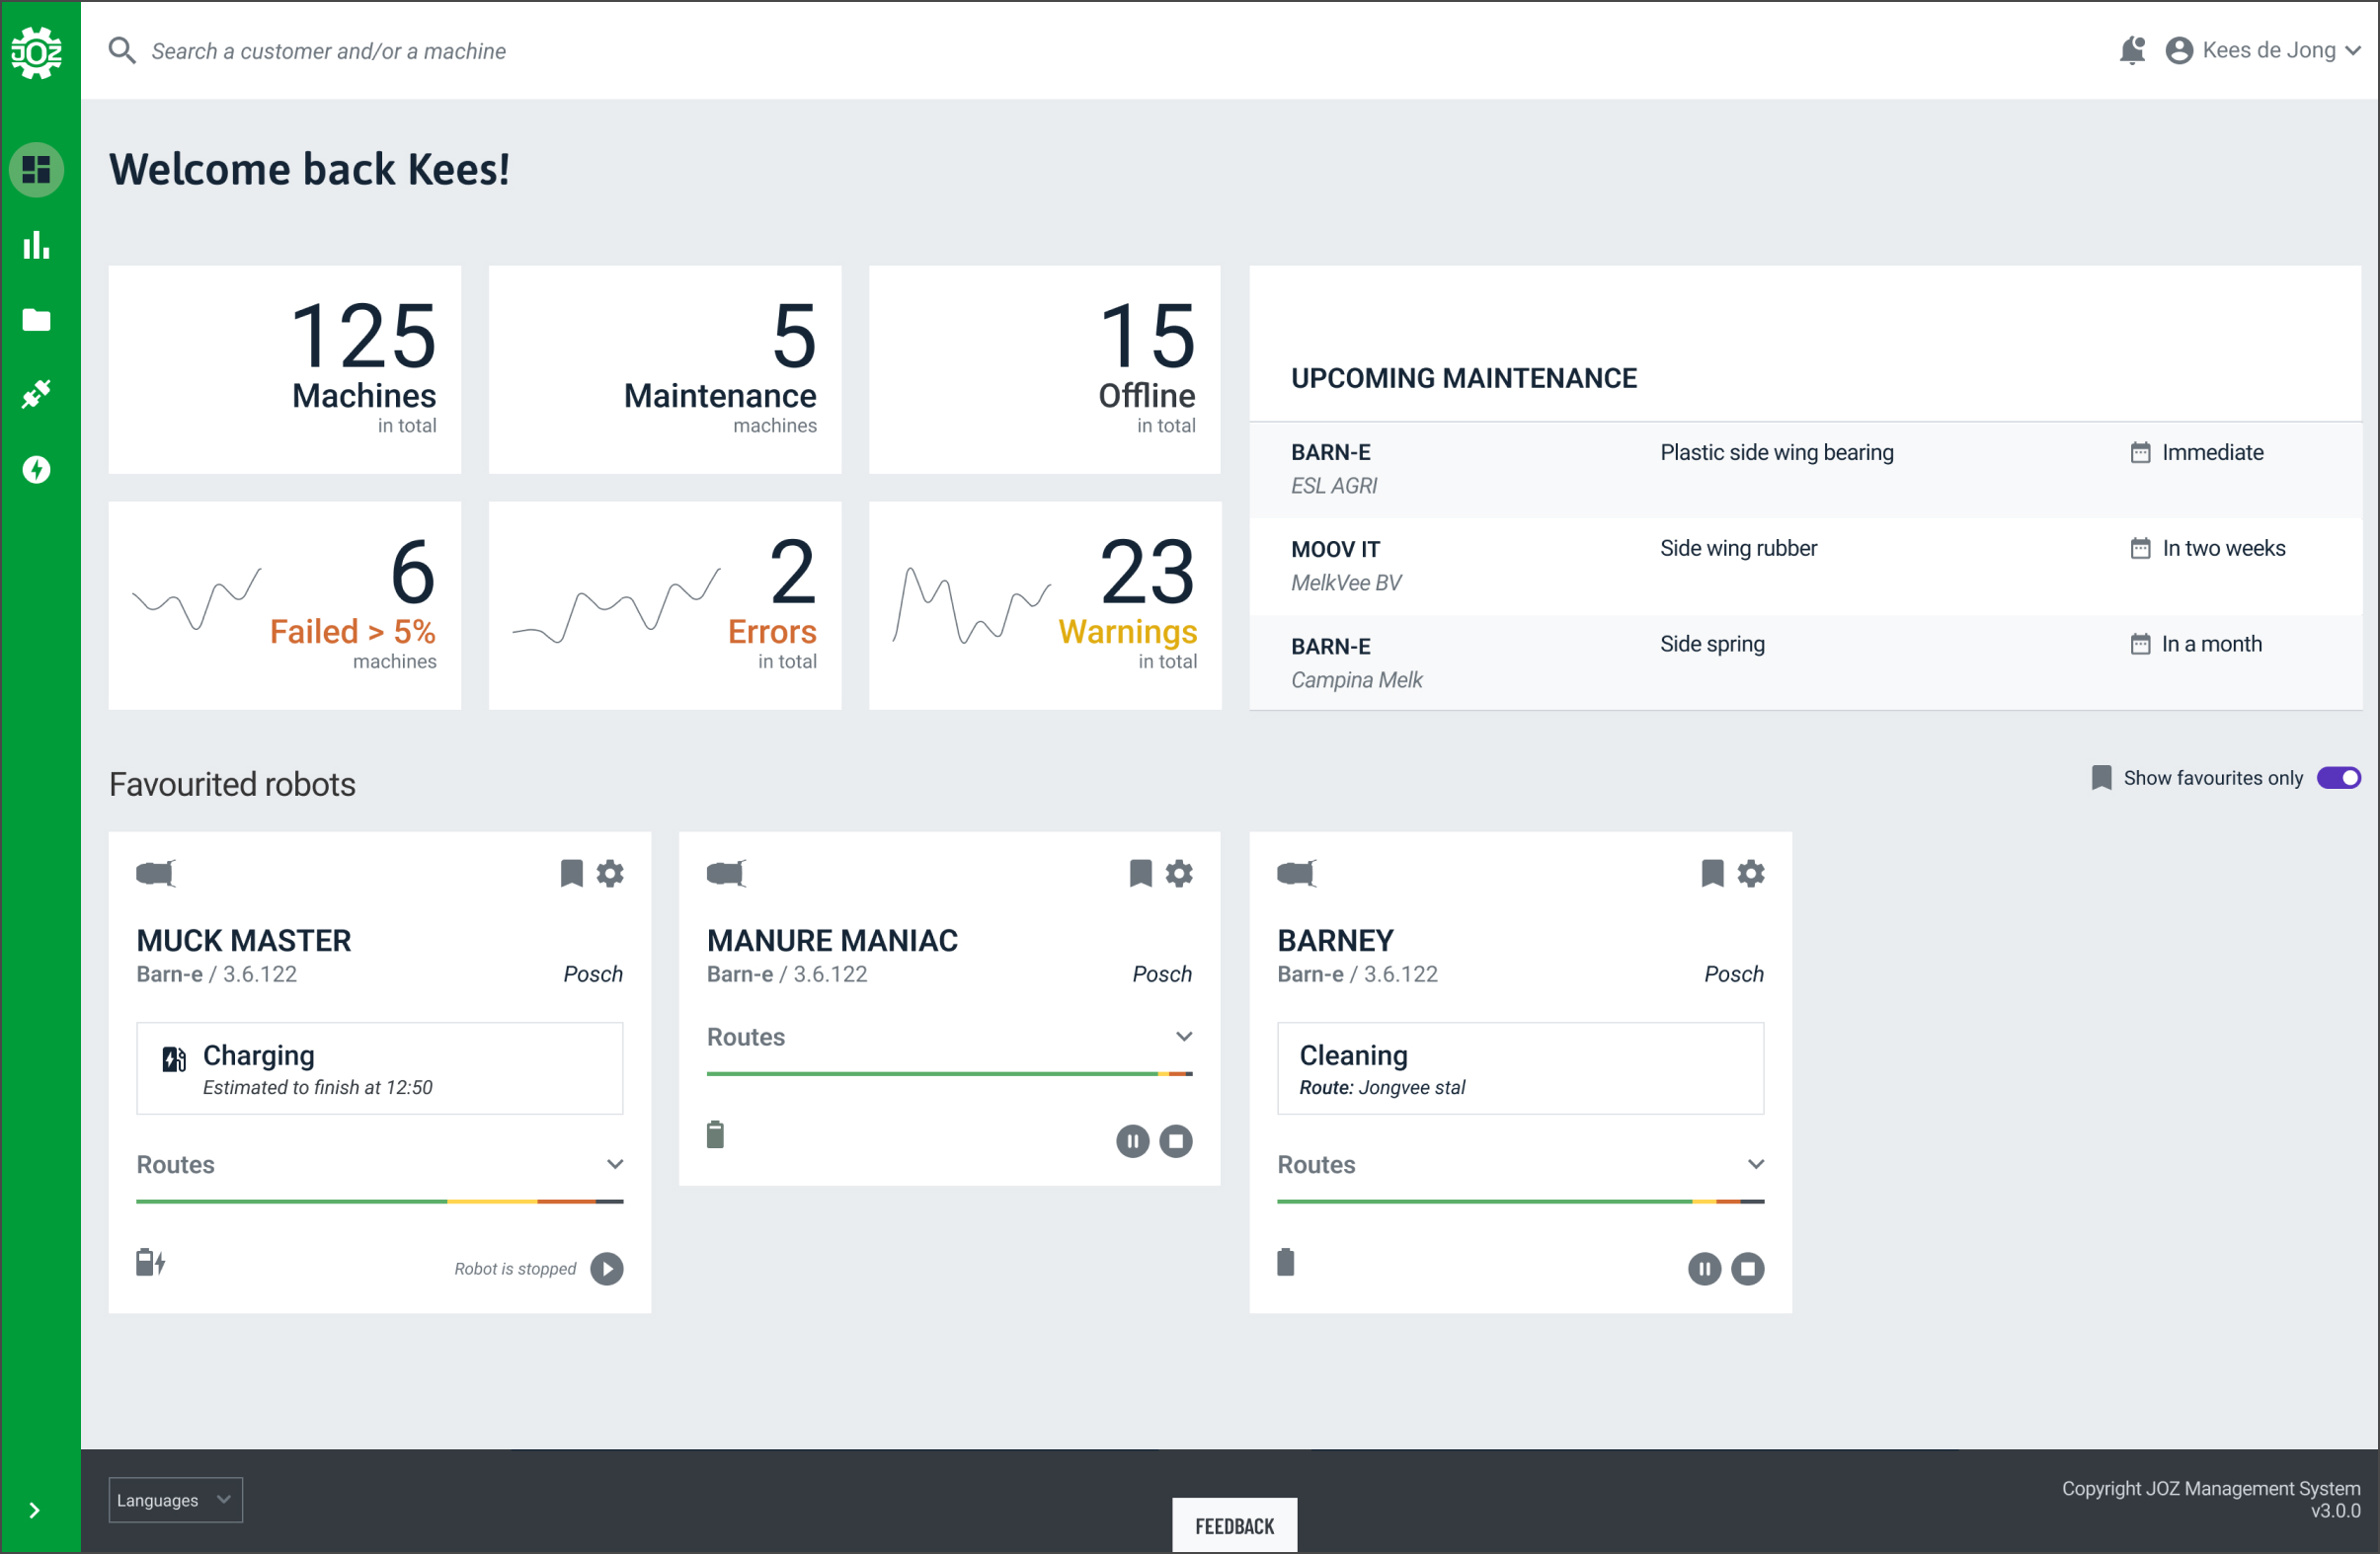 JOZ
Search a customer and/or a machine
Kees de Jong
Welcome back Kees!
125
Machines
in total
5
Maintenance
machines
15
Offline
in total
6
Failed > 5%
machines
2
Errors
in total
23
Warnings
in total
UPCOMING MAINTENANCE
BARN-E
Plastic side wing bearing
Immediate
ESL AGRI
MOOV IT
Side wing rubber
In two weeks
MelkVee BV
BARN-E
Side spring
In a month
Campina Melk
Favourited robots
Show favourites only
MUCK MASTER
Barn-e / 3.6.122
Posch
Charging
Estimated to finish at 12:50
Routes
Robot is stopped
MANURE MANIAC
Barn-e / 3.6.122
Posch
Routes
BARNEY
Barn-e / 3.6.122
Posch
Cleaning
Route: Jongvee stal
Routes
Languages
FEEDBACK
Copyright JOZ Management System
v3.0.0